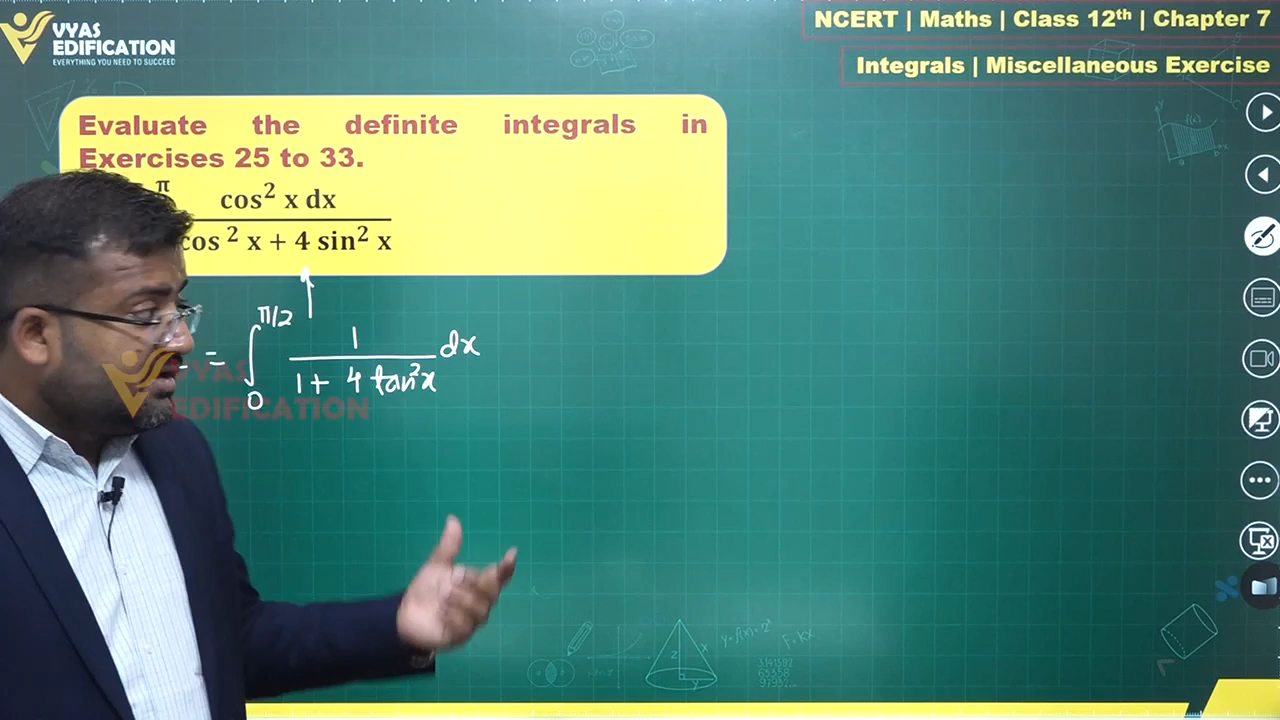 VYAS
EDIFICATION
EVERYTHING YOU NEED TO SUCCEED
NCERT | Maths | Class 12th | Chapter 7
Integrals | Miscellaneous Exercise
Evaluate the definite integrals in
Exercises 25 to 33.
π
cos² x dx
cos ² x + 4 sin² x
= ∫₀^π/2 1/(1 + 4 tan²x) dx
VYAS
EDIFICATION